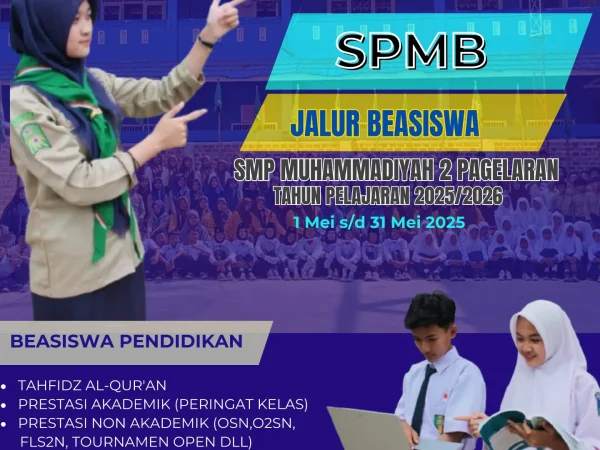 SPMB
JALUR BEASISWA
SMP MUHAMMADIYAH 2 PAGELARAN
TAHUN PELAJARAN 2025/2026
1 Mei s/d 31 Mei 2025
BEASISWA PENDIDIKAN
• TAHFIDZ AL-QUR'AN
• PRESTASI AKADEMIK (PERINGAT KELAS)
• PRESTASI NON AKADEMIK (OSN,O2SN,
FLS2N, TOURNAMEN OPEN DLL)